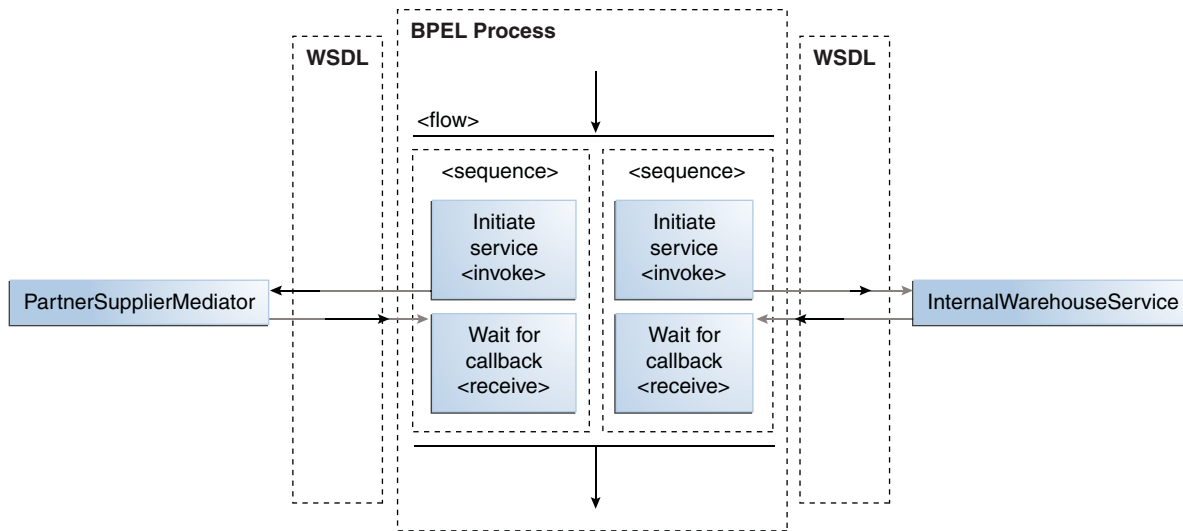 BPEL Process
WSDL
WSDL
<flow>
<sequence>
<sequence>
Initiate
service
<invoke>
Initiate
service
<invoke>
PartnerSupplierMediator
InternalWarehouseService
Wait for
callback
<receive>
Wait for
callback
<receive>